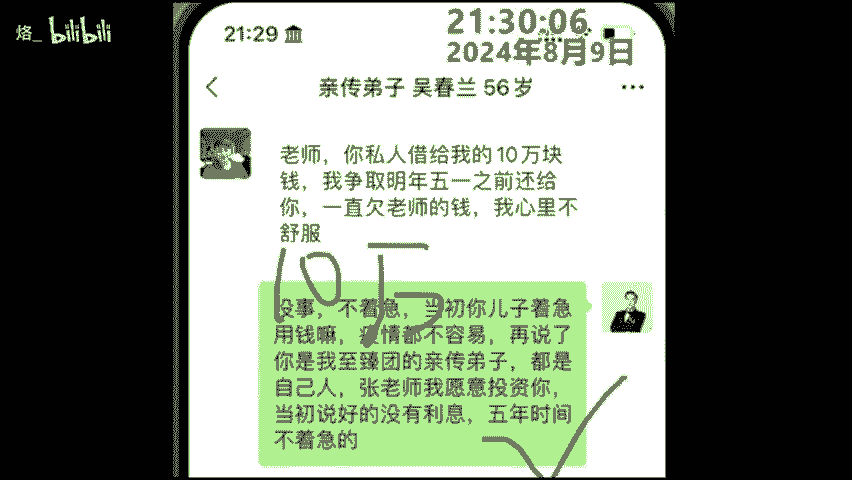 烙_ bilibili
21:30:06
21:29
2024年8月9日
亲传弟子 吴春兰 56岁
老师，你私人借给我的10万块
钱，我争取明年五一之前还给
你，一直欠老师的钱，我心里不
舒服
10万
没事，不着急，当初你儿子着急
用钱嘛，疫情都不容易，再说了
你是我至臻团的亲传弟子，都是
自己人，张老师我愿意投资你，
当初说好的没有利息，五年时间
不着急的